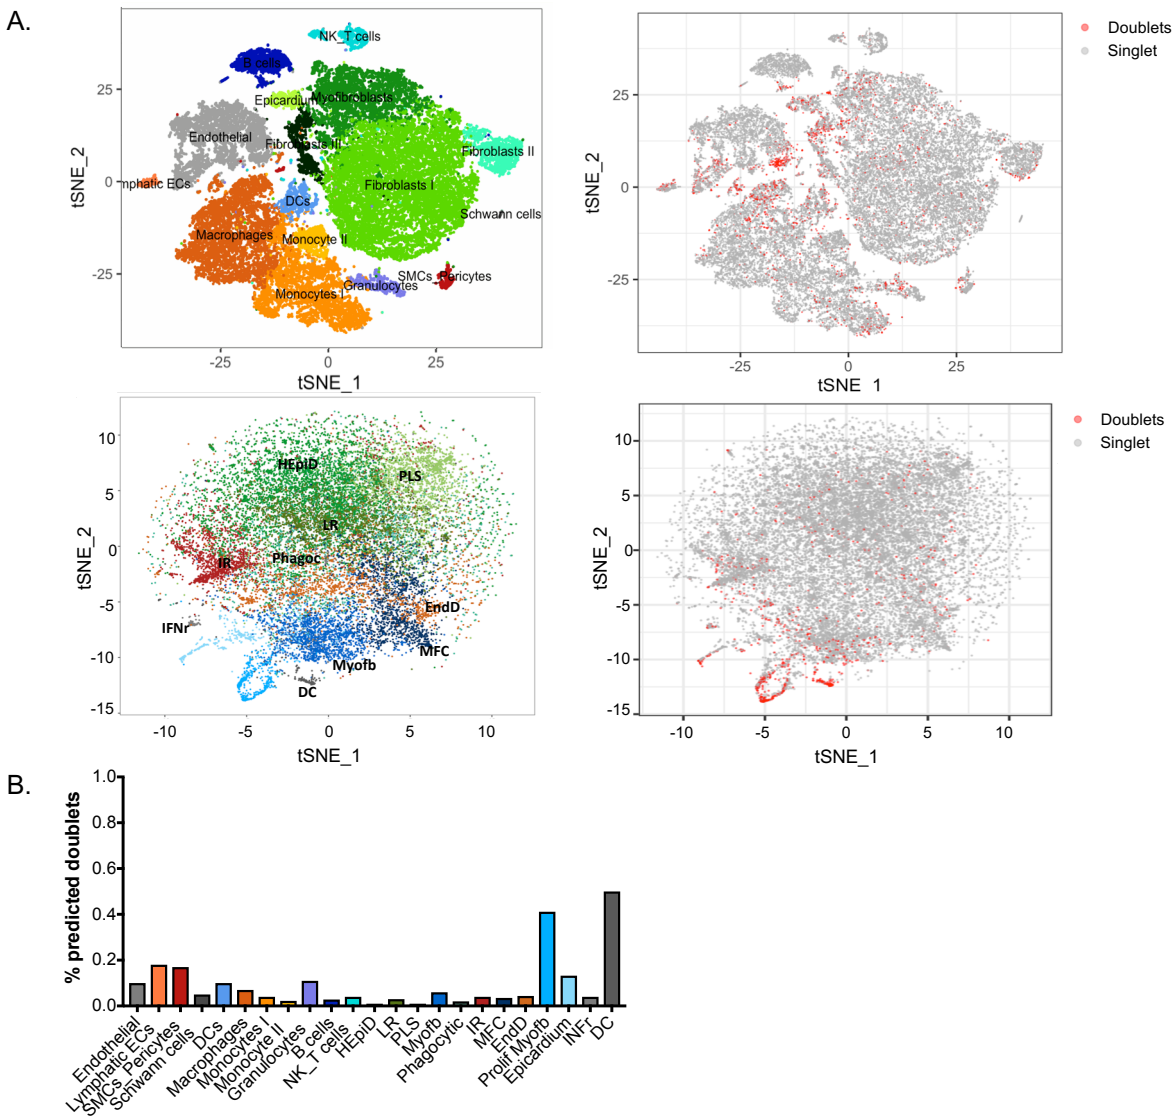 A.
NK_T cells
B cells
Epicardium
Myofibroblasts
Endothelial
Fibroblasts III
Fibroblasts II
mphatic ECs
Fibroblasts I
DCs
Schwann cells
Macrophages
Monocyte II
SMCs_Pericytes
Granulocytes
Monocytes I
25
0
-25
tSNE_2
-25
0
25
tSNE_1
25
0
-25
tSNE_2
-25
0
25
tSNE_1
Doublets
Singlet
HEpiD
PLS
LR
Phagoc
IR
EndD
IFNr
MFC
Myofb
DC
10
5
0
-5
-10
-15
tSNE_2
-10
-5
0
5
10
tSNE_1
10
5
0
-5
-10
-15
tSNE_2
-10
-5
0
5
10
tSNE_1
Doublets
Singlet
B.
% predicted doublets
1.0
0.8
0.6
0.4
0.2
0.0
Endothelial
Lymphatic ECs
SMCs_Pericytes
Schwann cells
DCs
Macrophages
Monocytes I
Monocyte II
Granulocytes
B cells
NK_T cells
HEpiD
LR
PLS
Myofb
Phagocytic
IR
MFC
EndD
Prolif Myofb
Epicardium
INFr
DC